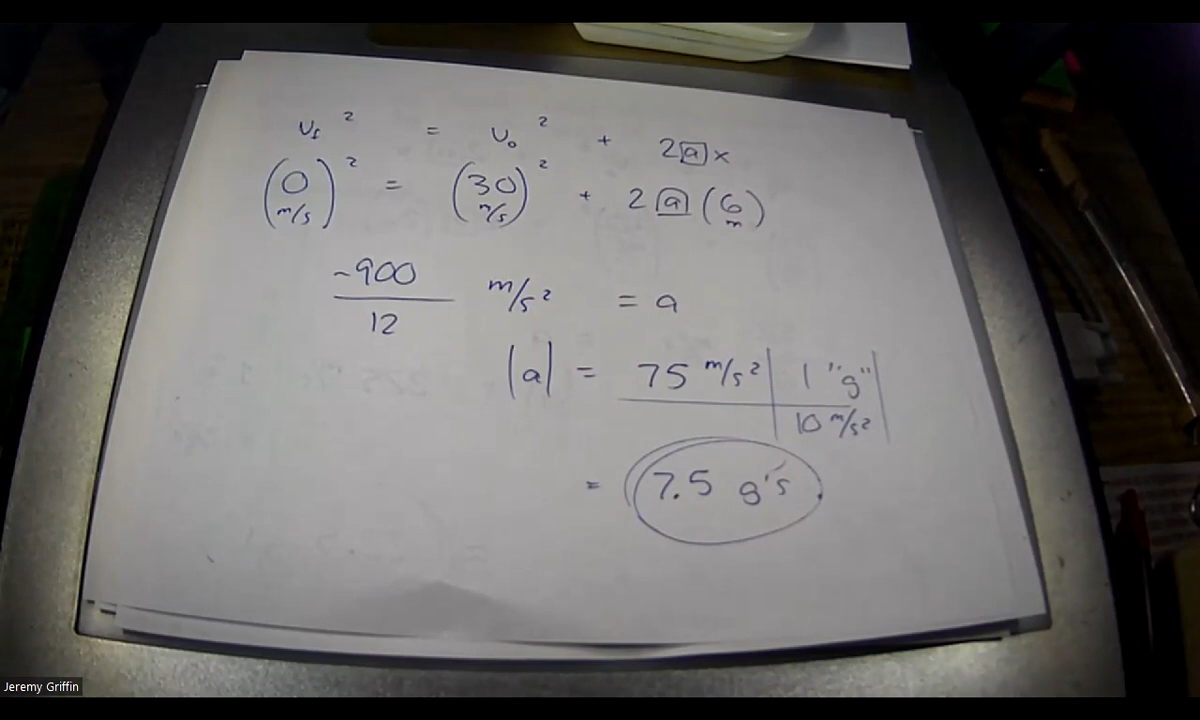 v_f² = v₀² + 2ax
(0 m/s)² = (30 m/s)² + 2a(6 m)
-900/12 m/s² = a
|a| = 75 m/s² | 1 "g" / 10 m/s² |
= 7.5 g's
Jeremy Griffin